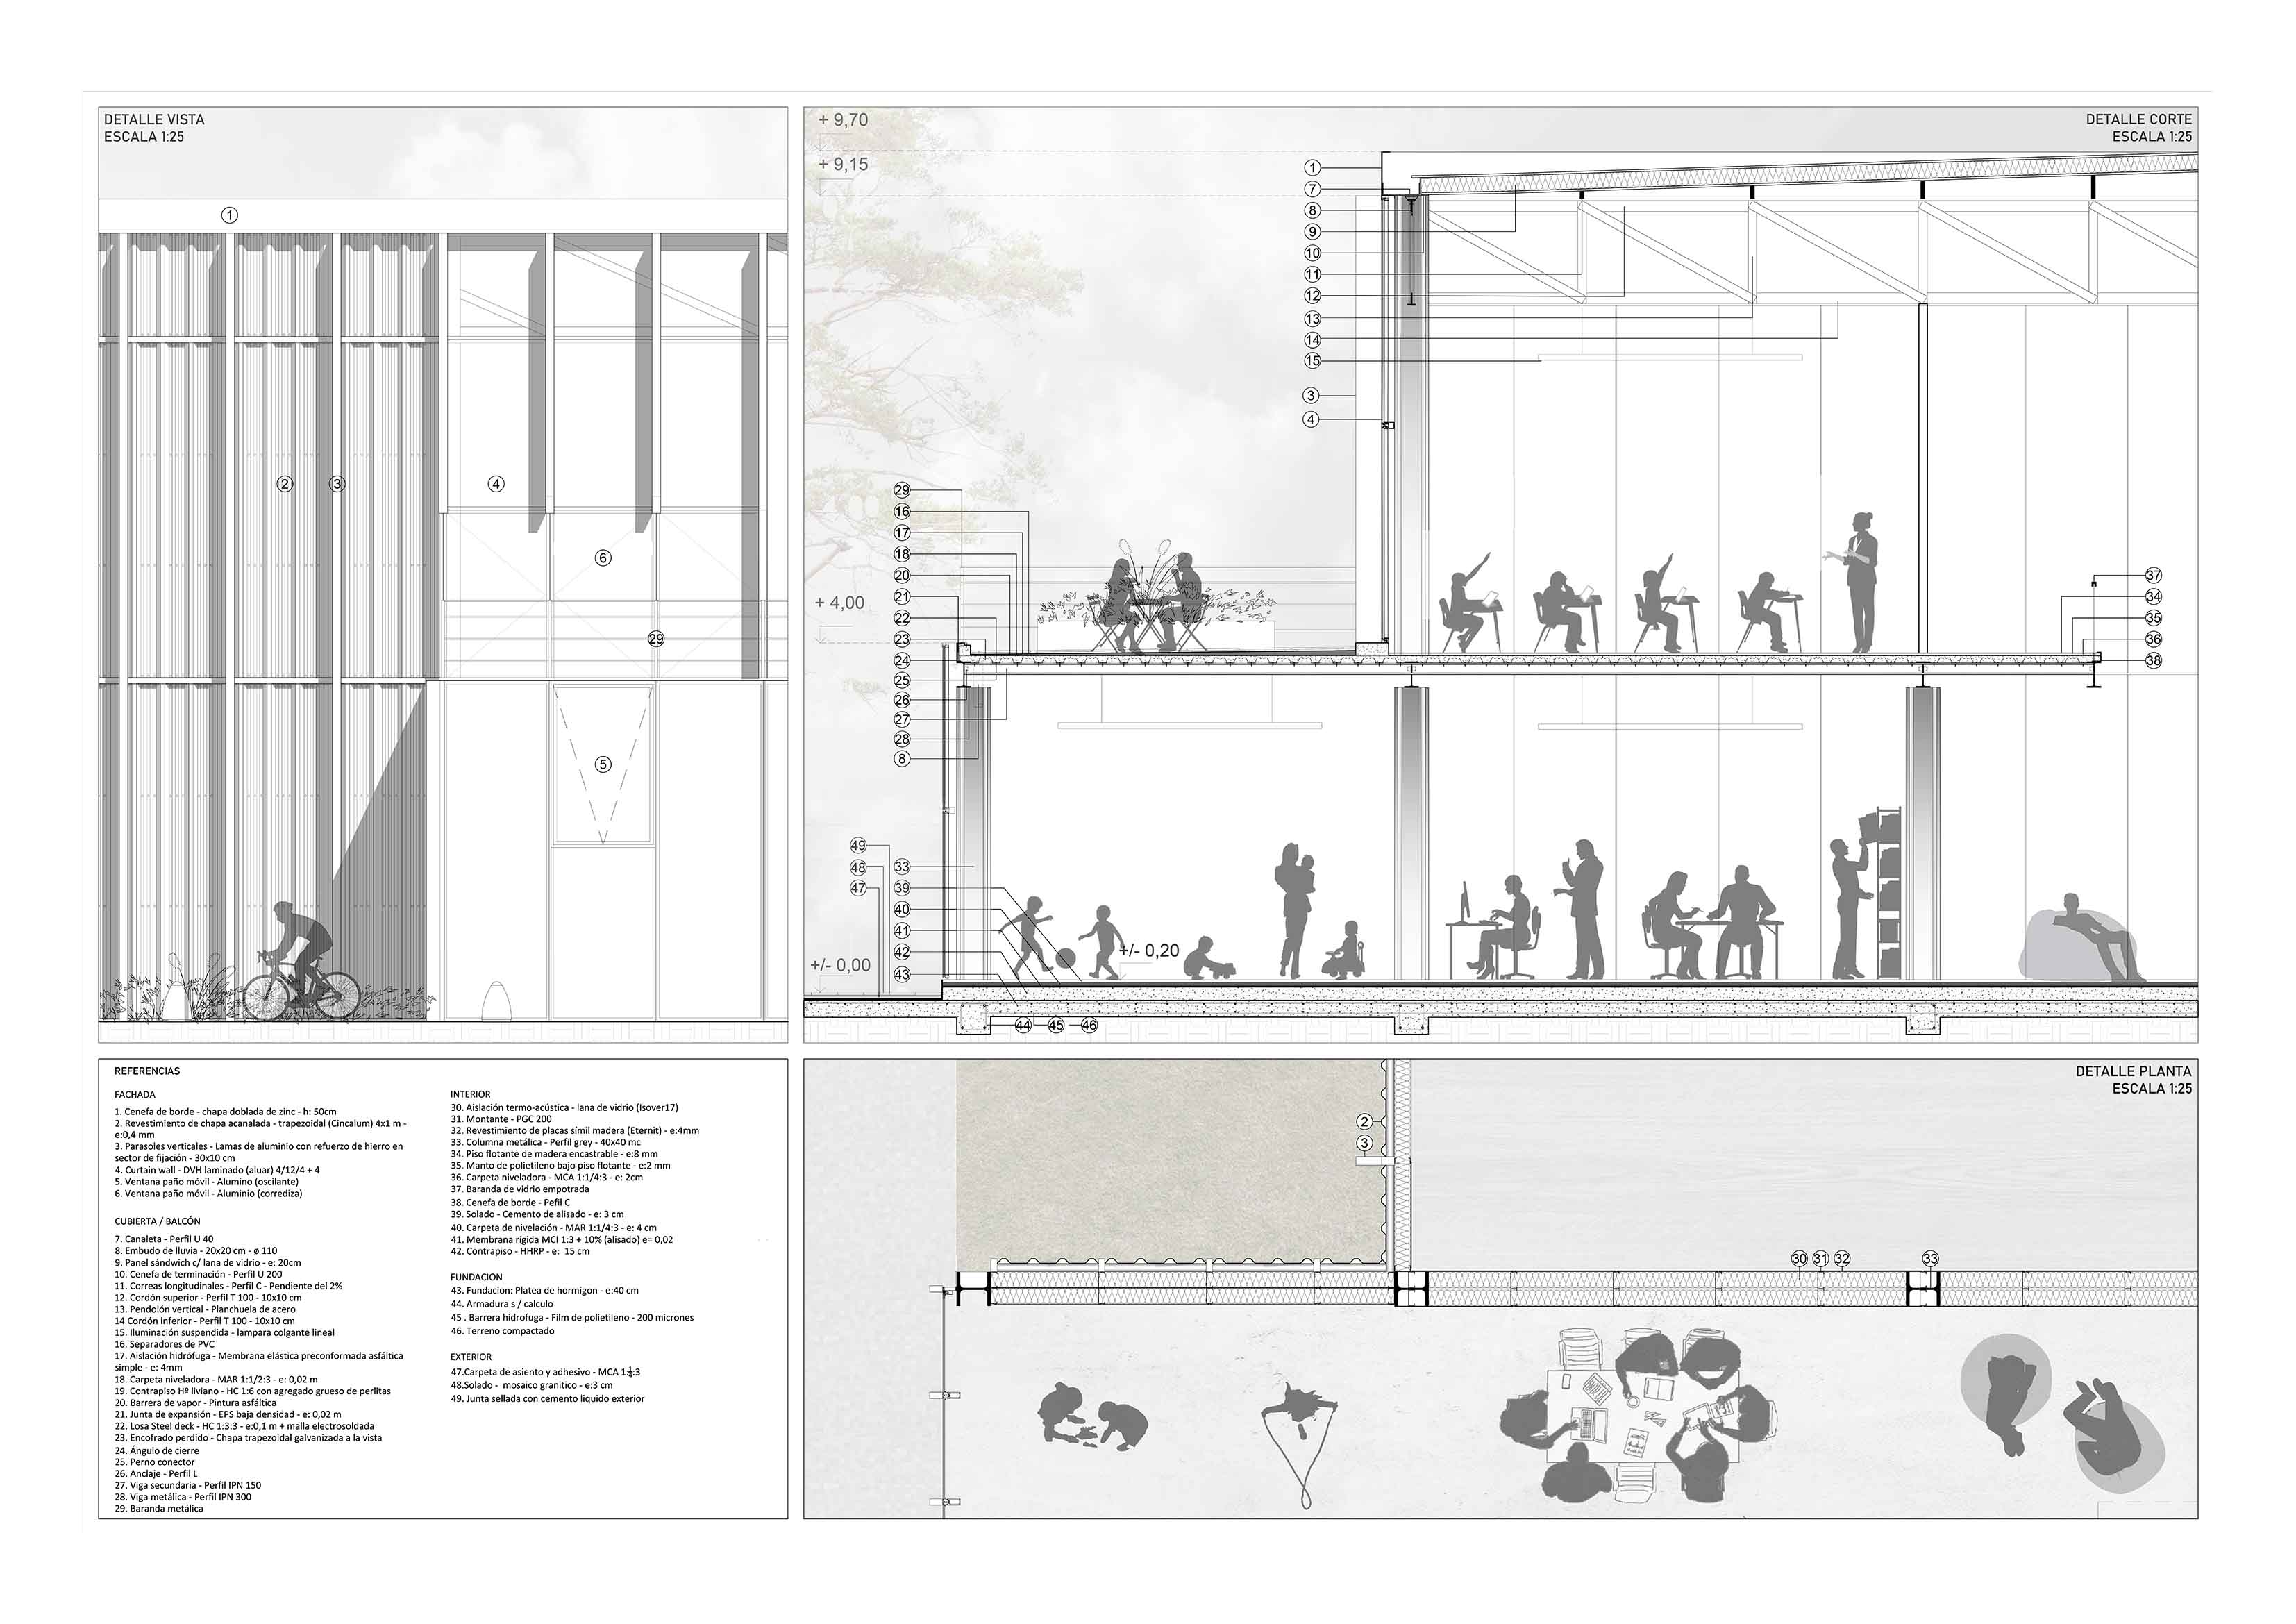 DETALLE VISTA
ESCALA 1:25
1
2
3
4
6
29
5
DETALLE CORTE
ESCALA 1:25
+ 9,70
+ 9,15
+ 4,00
+/- 0,00
+/- 0,20
1
7
8
9
10
11
12
13
14
15
3
4
29
16
17
18
20
21
22
23
24
25
26
27
28
8
37
34
35
36
38
49
48
47
33
39
40
41
42
43
44
45
46
REFERENCIAS
FACHADA
1. Cenefa de borde - chapa doblada de zinc - h: 50cm
2. Revestimiento de chapa acanalada - trapezoidal (Cincalum) 4x1 m -
e:0,4 mm
3. Parasoles verticales - Lamas de aluminio con refuerzo de hierro en
sector de fijación - 30x10 cm
4. Curtain wall - DVH laminado (aluar) 4/12/4 + 4
5. Ventana paño móvil - Alumino (oscilante)
6. Ventana paño móvil - Aluminio (corrediza)
CUBIERTA / BALCÓN
7. Canaleta - Perfil U 40
8. Embudo de lluvia - 20x20 cm - ø 110
9. Panel sándwich c/ lana de vidrio - e: 20cm
10. Cenefa de terminación - Perfil U 200
11. Correas longitudinales - Perfil C - Pendiente del 2%
12. Cordón superior - Perfil T 100 - 10x10 cm
13. Pendolón vertical - Planchuela de acero
14 Cordón inferior - Perfil T 100 - 10x10 cm
15. Iluminación suspendida - lampara colgante lineal
16. Separadores de PVC
17. Aislación hidrófuga - Membrana elástica preconformada asfáltica
simple - e: 4mm
18. Carpeta niveladora - MAR 1:1/2:3 - e: 0,02 m
19. Contrapiso Hº liviano - HC 1:6 con agregado grueso de perlitas
20. Barrera de vapor - Pintura asfáltica
21. Junta de expansión - EPS baja densidad - e: 0,02 m
22. Losa Steel deck - HC 1:3:3 - e:0,1 m + malla electrosoldada
23. Encofrado perdido - Chapa trapezoidal galvanizada a la vista
24. Ángulo de cierre
25. Perno conector
26. Anclaje - Perfil L
27. Viga secundaria - Perfil IPN 150
28. Viga metálica - Perfil IPN 300
29. Baranda metálica
INTERIOR
30. Aislación termo-acústica - lana de vidrio (Isover17)
31. Montante - PGC 200
32. Revestimiento de placas símil madera (Eternit) - e:4mm
33. Columna metálica - Perfil grey - 40x40 mc
34. Piso flotante de madera encastrable - e:8 mm
35. Manto de polietileno bajo piso flotante - e:2 mm
36. Carpeta niveladora - MCA 1:1/4:3 - e: 2cm
37. Baranda de vidrio empotrada
38. Cenefa de borde - Pefil C
39. Solado - Cemento de alisado - e: 3 cm
40. Carpeta de nivelación - MAR 1:1/4:3 - e: 4 cm
41. Membrana rígida MCI 1:3 + 10% (alisado) e= 0,02
42. Contrapiso - HHRP - e: 15 cm
FUNDACION
43. Fundacion: Platea de hormigon - e:40 cm
44. Armadura s / calculo
45 . Barrera hidrofuga - Film de polietileno - 200 micrones
46. Terreno compactado
EXTERIOR
47.Carpeta de asiento y adhesivo - MCA
48.Solado - mosaico granitico - e:3 cm
49. Junta sellada con cemento liquido exterior
DETALLE PLANTA
ESCALA 1:25
2
3
30 31 32
33